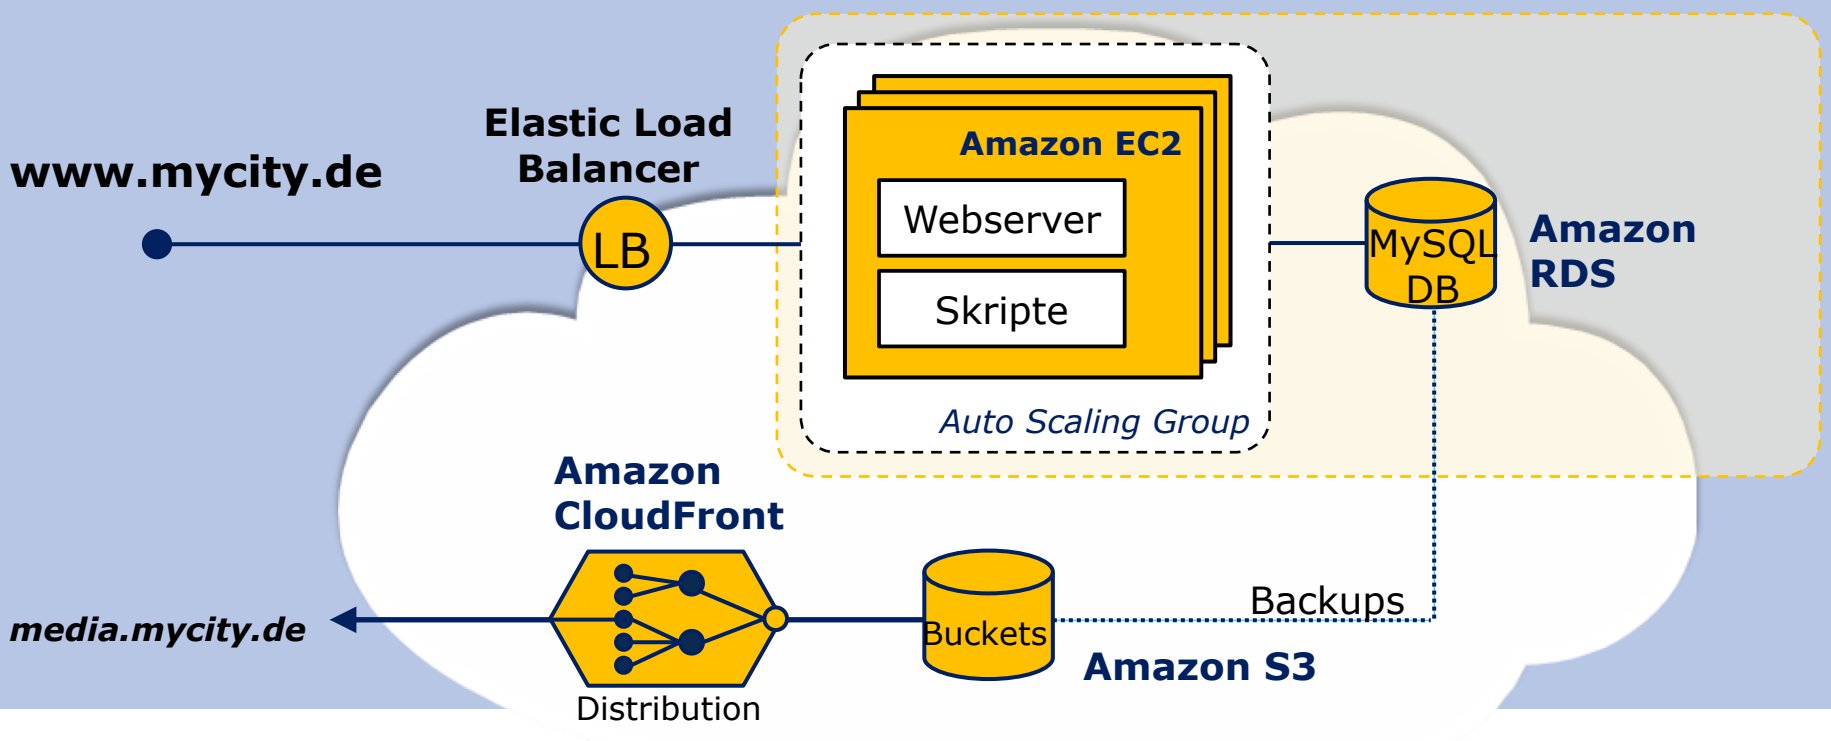 Elastic Load
Balancer
www.mycity.de
LB
Amazon EC2
Webserver
Skripte
Auto Scaling Group
MySQL
DB
Amazon
RDS
Amazon
CloudFront
media.mycity.de
Distribution
Buckets
Backups
Amazon S3